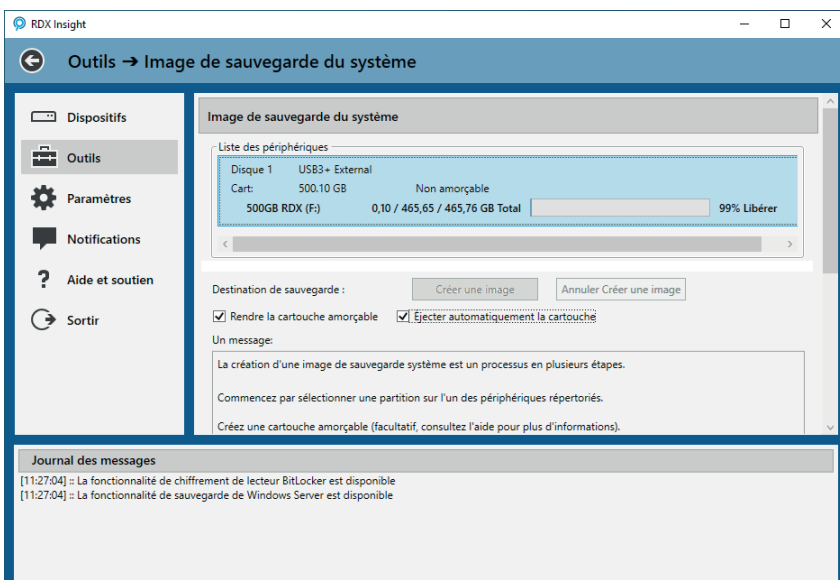 RDX Insight
Outils → Image de sauvegarde du système
Dispositifs
Outils
Paramètres
Notifications
Aide et soutien
Sortir
Image de sauvegarde du système
Liste des périphériques
Disque 1 USB3+ External
Cart: 500.10 GB Non amorçable
500GB RDX (F:) 0,10 / 465,65 / 465,76 GB Total 99% Libérer
Destination de sauvegarde : Créer une image Annuler Créer une image
Rendre la cartouche amorçable Éjecter automatiquement la cartouche
Un message:
La création d'une image de sauvegarde système est un processus en plusieurs étapes.
Commencez par sélectionner une partition sur l'un des périphériques répertoriés.
Créez une cartouche amorçable (facultatif, consultez l'aide pour plus d'informations).
Journal des messages
[11:27:04] :: La fonctionnalité de chiffrement de lecteur BitLocker est disponible
[11:27:04] :: La fonctionnalité de sauvegarde de Windows Server est disponible